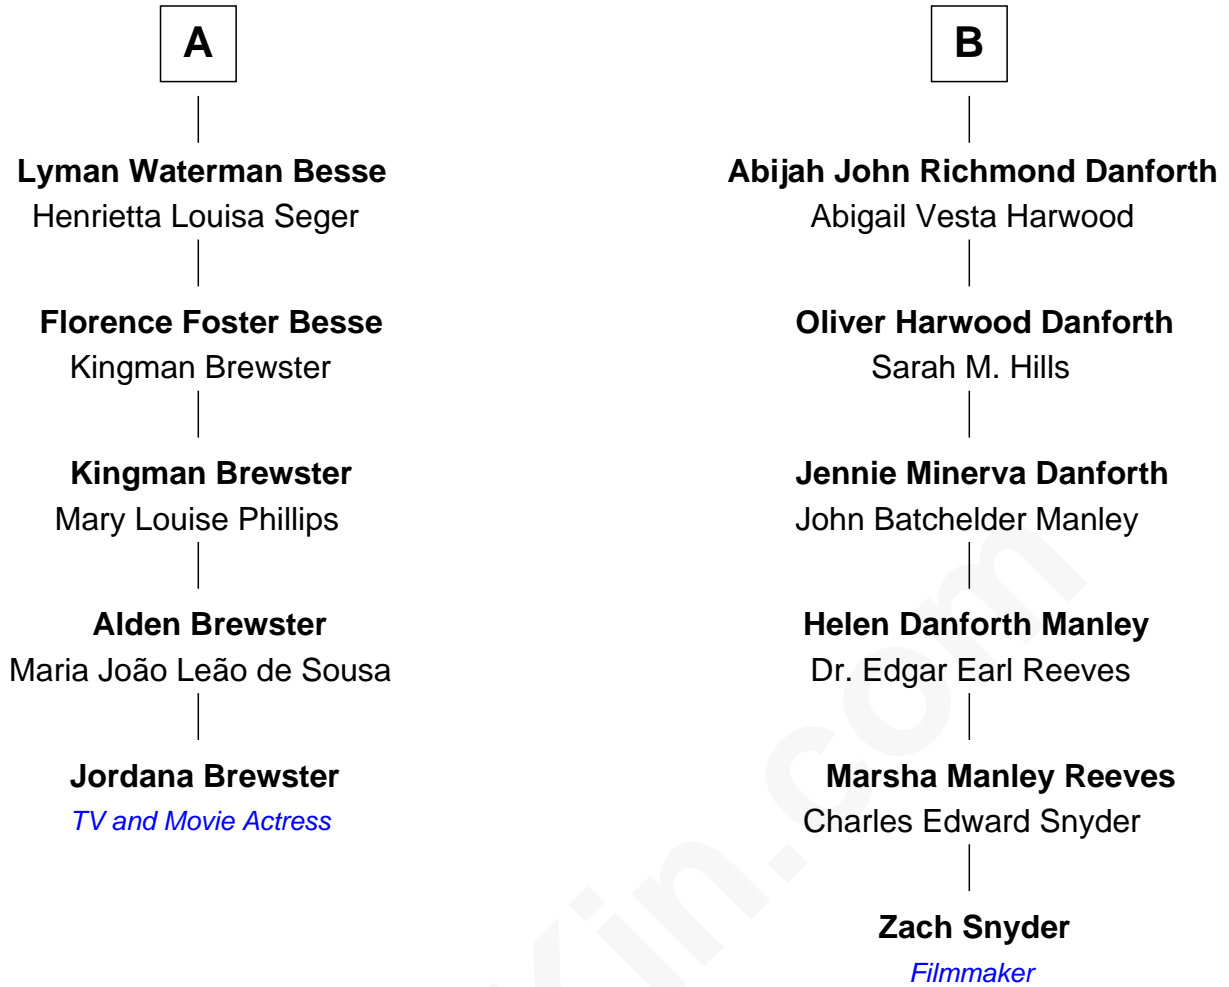 A
Lyman Waterman Besse
Henrietta Louisa Seger
Florence Foster Besse
Kingman Brewster
Kingman Brewster
Mary Louise Phillips
Alden Brewster
Maria João Leão de Sousa
Jordana Brewster
TV and Movie Actress
B
Abijah John Richmond Danforth
Abigail Vesta Harwood
Oliver Harwood Danforth
Sarah M. Hills
Jennie Minerva Danforth
John Batchelder Manley
Helen Danforth Manley
Dr. Edgar Earl Reeves
Marsha Manley Reeves
Charles Edward Snyder
Zach Snyder
Filmmaker